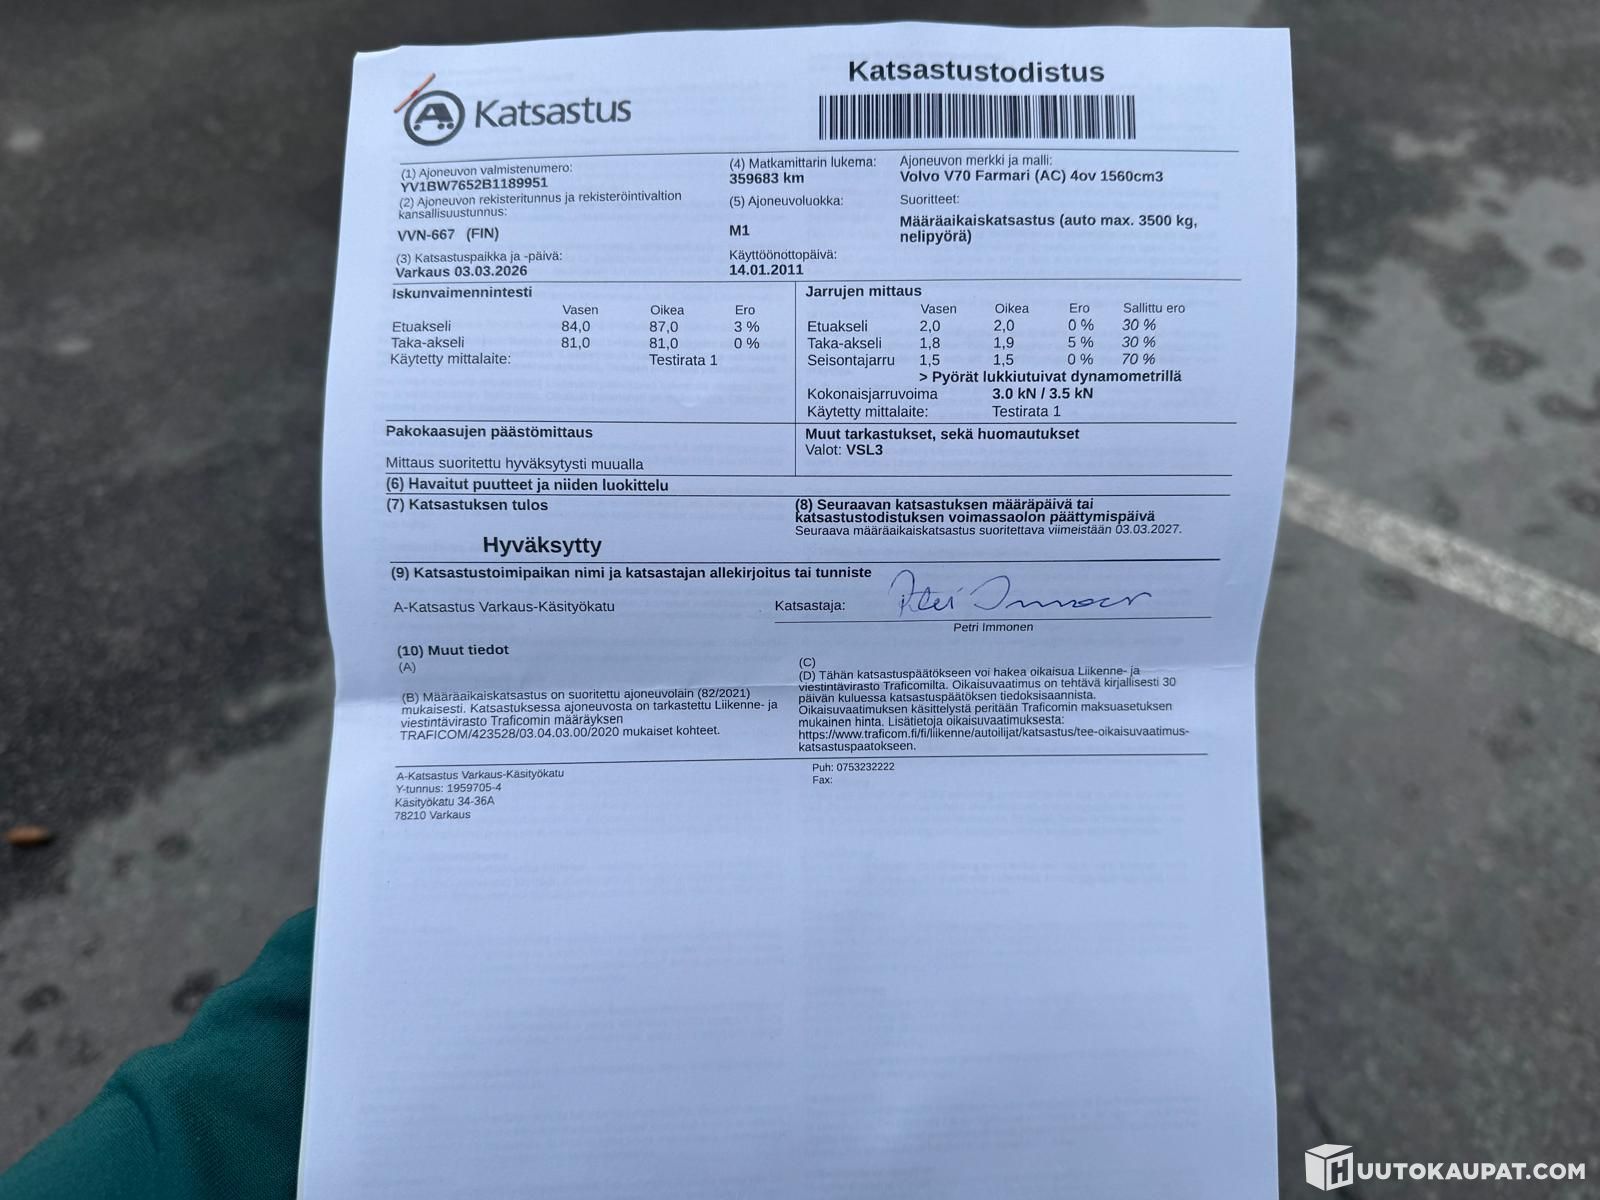 Katsastus
Katsastustodistus
(1) Ajoneuvon valmistenumero:
YV1BW7652B1189951
(4) Matkamittarin lukema:
359683 km
Ajoneuvon merkki ja malli:
Volvo V70 Farmari (AC) 4ov 1560cm3
(2) Ajoneuvon rekisteritunnus ja rekisteröintivaltion
kansallisuustunnus:
VVN-667 (FIN)
(5) Ajoneuvoluokka:
M1
Suoritteet:
Määräaikaiskatsastus (auto max. 3500 kg,
nelipyörä)
(3) Katsastuspaikka ja -päivä:
Varkaus 03.03.2026
Käyttöönottopäivä:
14.01.2011
Iskunvaimennintesti
Vasen Oikea Ero
Etuakseli 84,0 87,0 3 %
Taka-akseli 81,0 81,0 0 %
Käytetty mittalaite: Testirata 1
Jarrujen mittaus
Vasen Oikea Ero Sallittu ero
Etuakseli 2,0 2,0 0 % 30 %
Taka-akseli 1,8 1,9 5 % 30 %
Seisontajarru 1,5 1,5 0 % 70 %
> Pyörät lukkiutuivat dynamometrillä
Kokonaisjarruvoima 3.0 kN / 3.5 kN
Käytetty mittalaite: Testirata 1
Pakokaasujen päästömittaus
Mittaus suoritettu hyväksytysti muualla
Muut tarkastukset, sekä huomautukset
Valot: VSL3
(6) Havaitut puutteet ja niiden luokittelu
(7) Katsastuksen tulos
Hyväksytty
(8) Seuraavan katsastuksen määräpäivä tai
katsastustodistuksen voimassaolon päättymispäivä
Seuraava määräaikaiskatsastus suoritettava viimeistään 03.03.2027.
(9) Katsastustoimipaikan nimi ja katsastajan allekirjoitus tai tunniste
A-Katsastus Varkaus-Käsityökatu
Katsastaja: Petri Immonen
Petri Immonen
(10) Muut tiedot
(A)
(B) Määräaikaiskatsastus on suoritettu ajoneuvolain (82/2021)
mukaisesti. Katsastuksessa ajoneuvosta on tarkastettu Liikenne- ja
viestintävirasto Traficomin määräyksen
TRAFICOM/423528/03.04.03.00/2020 mukaiset kohteet.
(C)
(D) Tähän katsastuspäätökseen voi hakea oikaisua Liikenne- ja
viestintävirasto Traficomilta. Oikaisuvaatimus on tehtävä kirjallisesti 30
päivän kuluessa katsastuspäätöksen tiedoksisaannista.
Oikaisuvaatimuksen käsittelystä peritään Traficomin maksuasetuksen
mukainen hinta. Lisätietoja oikaisuvaatimuksesta:
https://www.traficom.fi/fi/liikenne/autoilijat/katsastus/tee-oikaisuvaatimus-
katsastuspaatokseen.
A-Katsastus Varkaus-Käsityökatu
Y-tunnus: 1959705-4
Käsityökatu 34-36A
78210 Varkaus
Puh: 0753232222
Fax:
HUUTOKAUPAT.COM